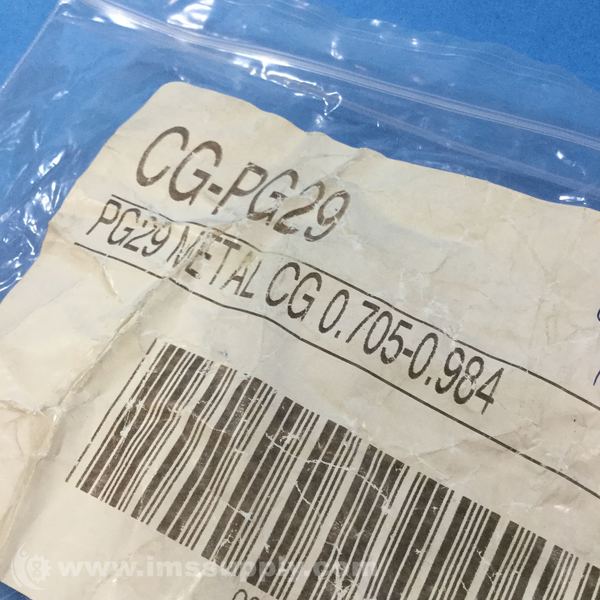 CG-PG29
PG29 METAL CG 0.705-0.984
www.imssupply.com